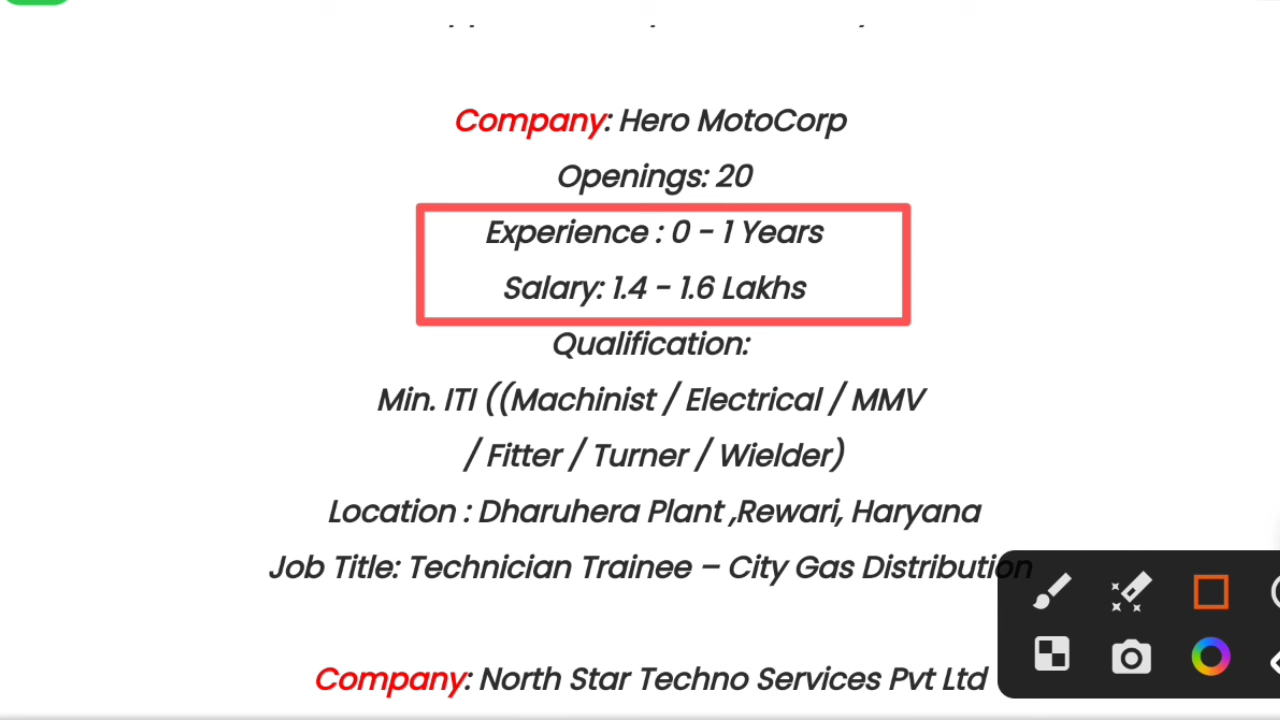 Company: Hero MotoCorp
Openings: 20
Experience : 0 - 1 Years
Salary: 1.4 - 1.6 Lakhs
Qualification:
Min. ITI ((Machinist / Electrical / MMV
/ Fitter / Turner / Wielder)
Location : Dharuhera Plant ,Rewari, Haryana
Job Title: Technician Trainee – City Gas Distribution
Company: North Star Techno Services Pvt Ltd